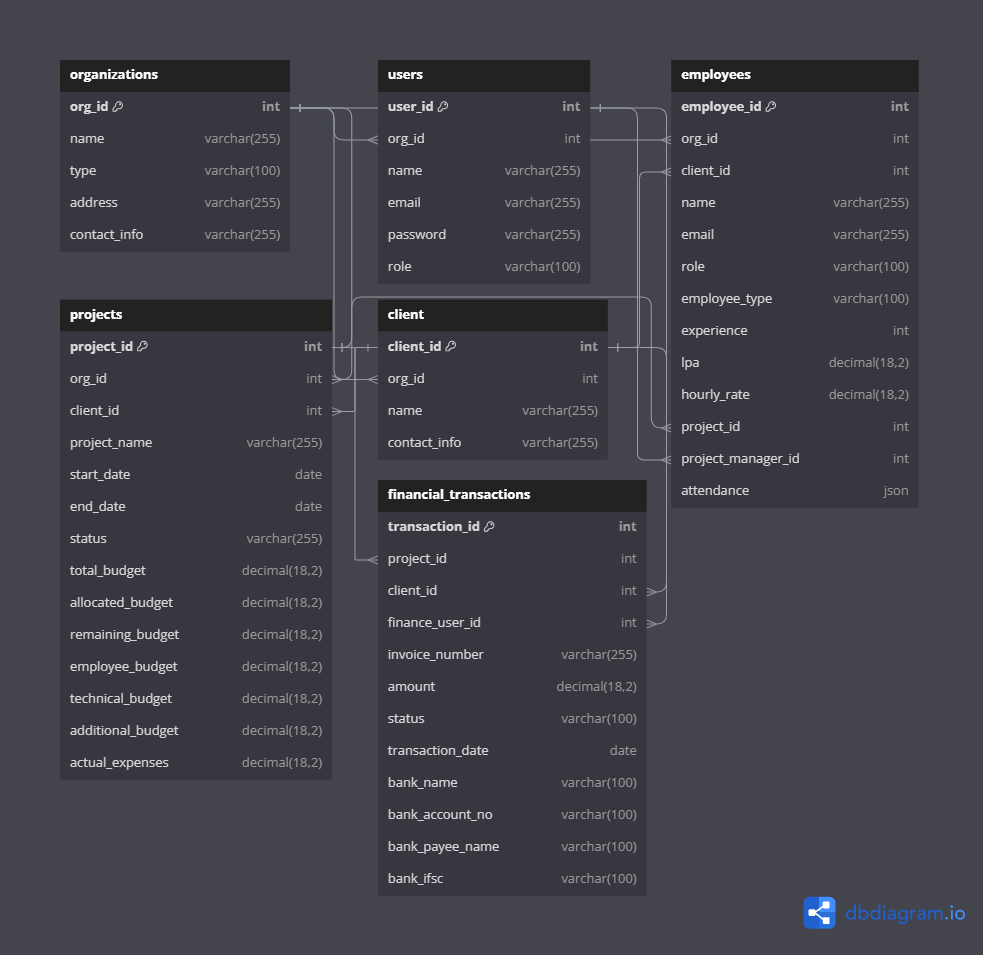 organizations
org_id int
name varchar(255)
type varchar(100)
address varchar(255)
contact_info varchar(255)
users
user_id int
org_id int
name varchar(255)
email varchar(255)
password varchar(255)
role varchar(100)
employees
employee_id int
org_id int
client_id int
name varchar(255)
email varchar(255)
role varchar(100)
employee_type varchar(100)
experience int
lpa decimal(18,2)
hourly_rate decimal(18,2)
project_id int
project_manager_id int
attendance json
projects
project_id int
org_id int
client_id int
project_name varchar(255)
start_date date
end_date date
status varchar(255)
total_budget decimal(18,2)
allocated_budget decimal(18,2)
remaining_budget decimal(18,2)
employee_budget decimal(18,2)
technical_budget decimal(18,2)
additional_budget decimal(18,2)
actual_expenses decimal(18,2)
client
client_id int
org_id int
name varchar(255)
contact_info varchar(255)
financial_transactions
transaction_id int
project_id int
client_id int
finance_user_id int
invoice_number varchar(255)
amount decimal(18,2)
status varchar(100)
transaction_date date
bank_name varchar(100)
bank_account_no varchar(100)
bank_payee_name varchar(100)
bank_ifsc varchar(100)
dbdiagram.io